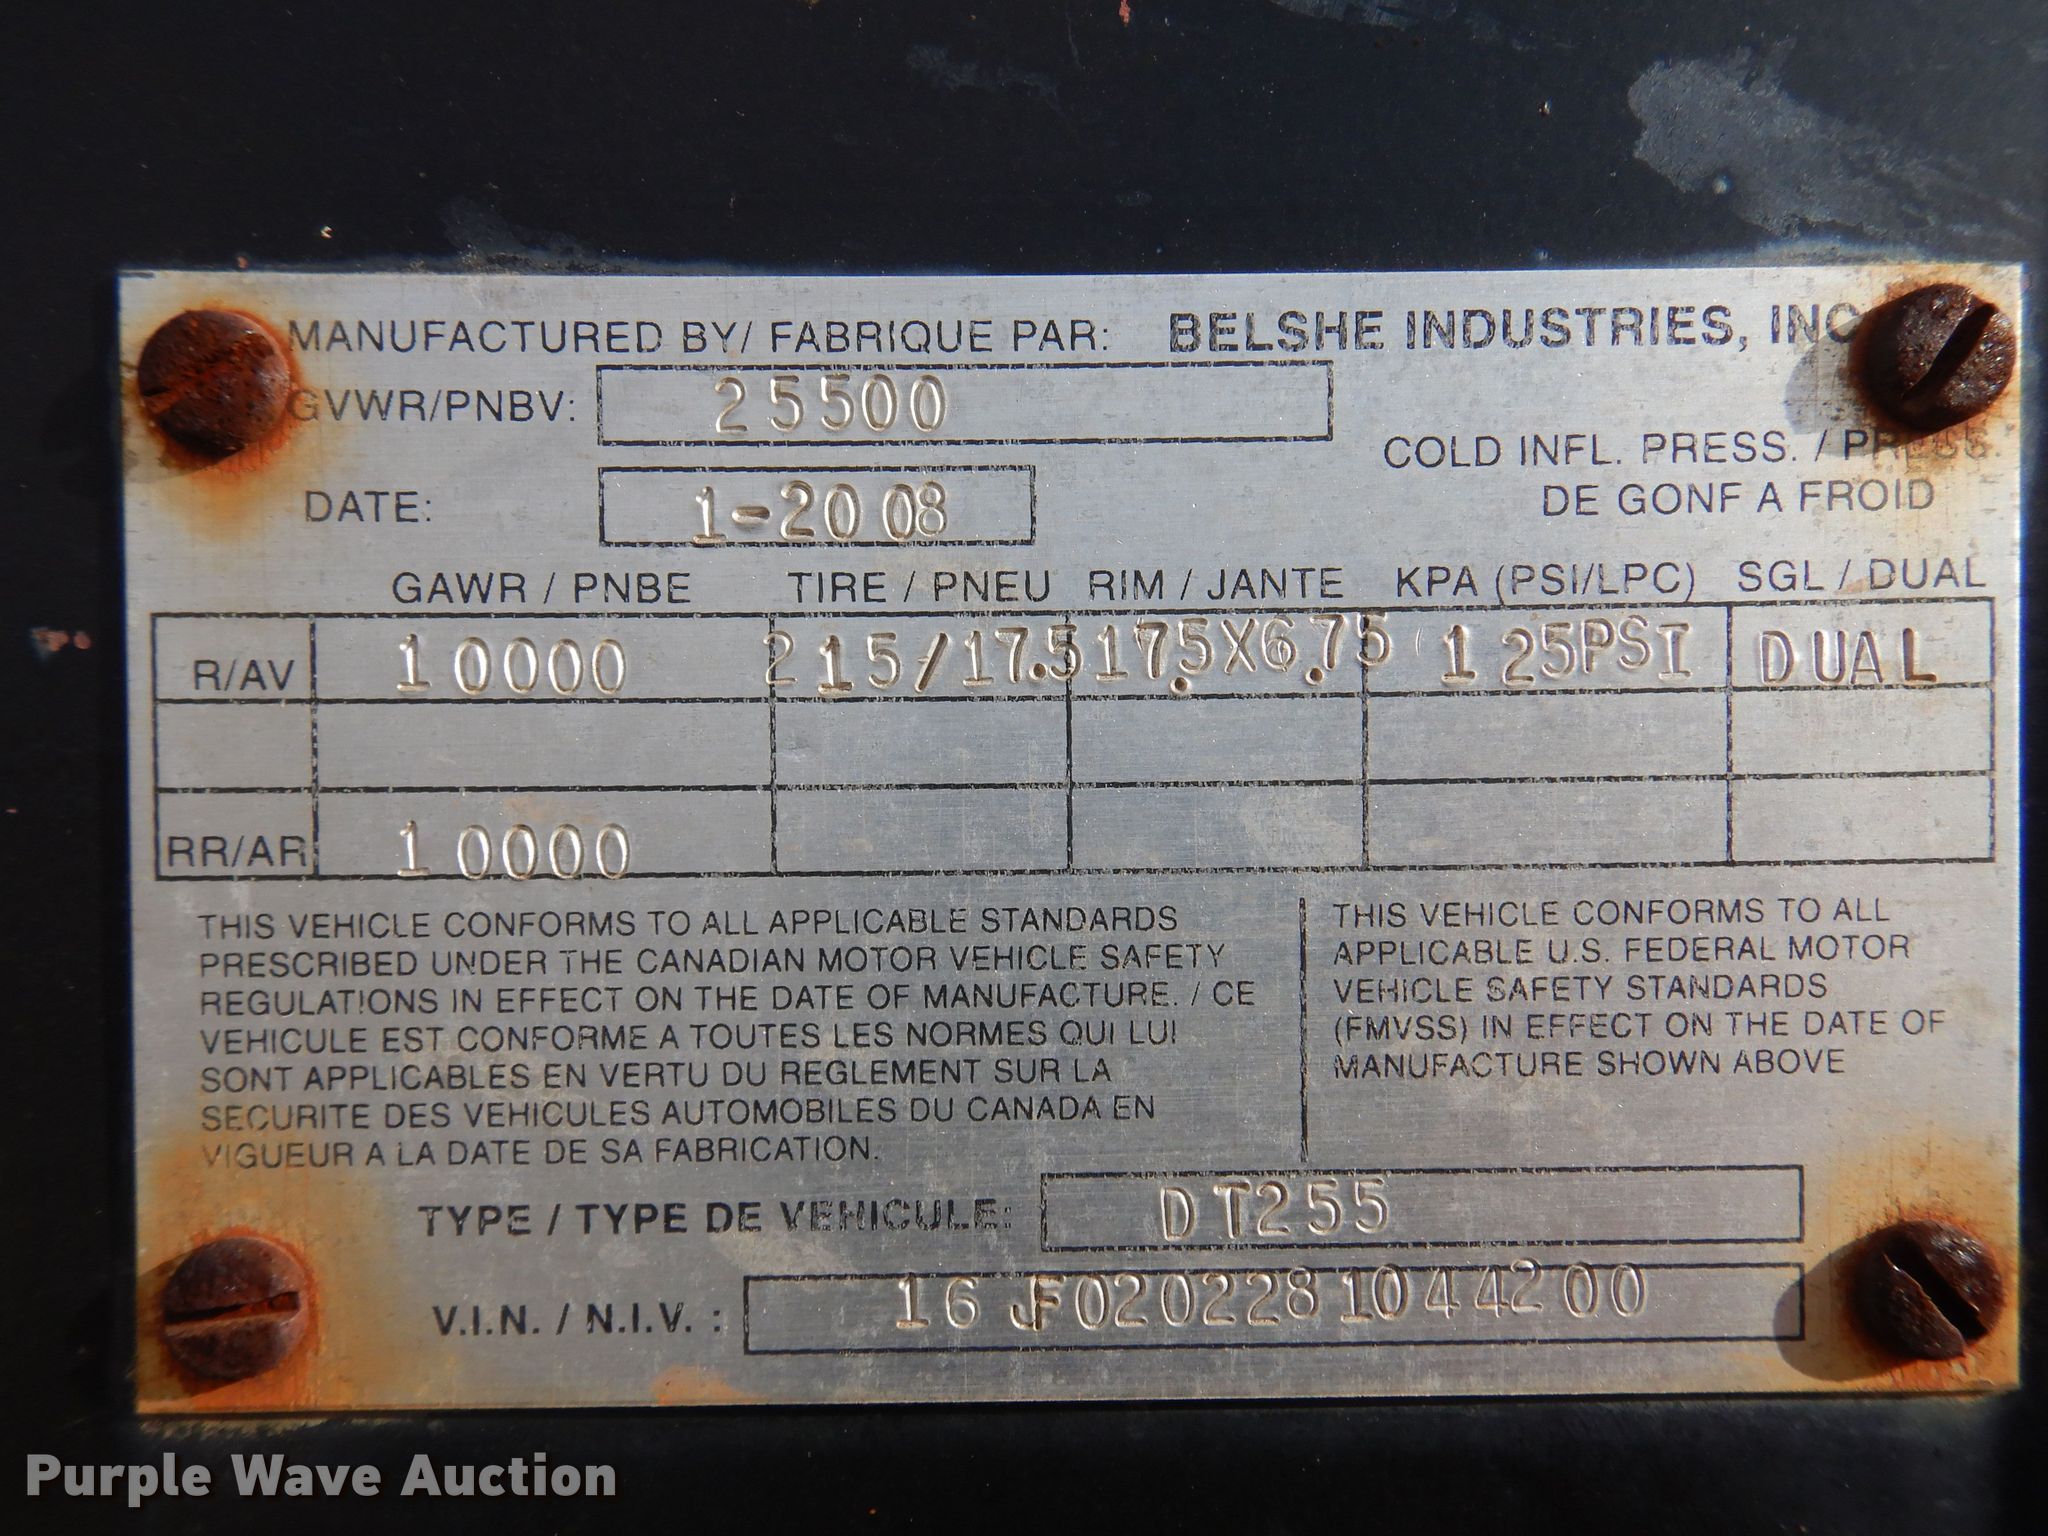 MANUFACTURED BY/ FABRIQUE PAR: BELSHE INDUSTRIES, INC
GVWR/PNBV: 25500
COLD INFL. PRESS. / PRESS.
DE GONF A FROID
DATE: 1-2008
GAWR / PNBE TIRE / PNEU RIM / JANTE KPA (PSI/LPC) SGL / DUAL
R/AV 10000 215/17.5 17.5X6.75 125PSI DUAL
RR/AR 10000
THIS VEHICLE CONFORMS TO ALL APPLICABLE STANDARDS
PRESCRIBED UNDER THE CANADIAN MOTOR VEHICLE SAFETY
REGULATIONS IN EFFECT ON THE DATE OF MANUFACTURE. / CE
VEHICULE EST CONFORME A TOUTES LES NORMES QUI LUI
SONT APPLICABLES EN VERTU DU REGLEMENT SUR LA
SECURITE DES VEHICULES AUTOMOBILES DU CANADA EN
VIGUEUR A LA DATE DE SA FABRICATION.
THIS VEHICLE CONFORMS TO ALL
APPLICABLE U.S. FEDERAL MOTOR
VEHICLE SAFETY STANDARDS
(FMVSS) IN EFFECT ON THE DATE OF
MANUFACTURE SHOWN ABOVE
TYPE / TYPE DE VEHICULE: DT255
V.I.N. / N.I.V. : 16JF0202281044200
Purple Wave Auction